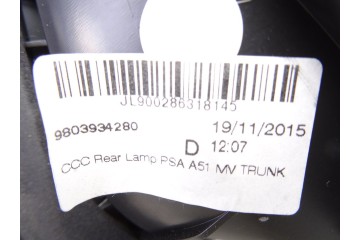 JL900286318145
9803934280
19/11/2015
D 12:07
CCC Rear Lamp PSA A51 MV TRUNK